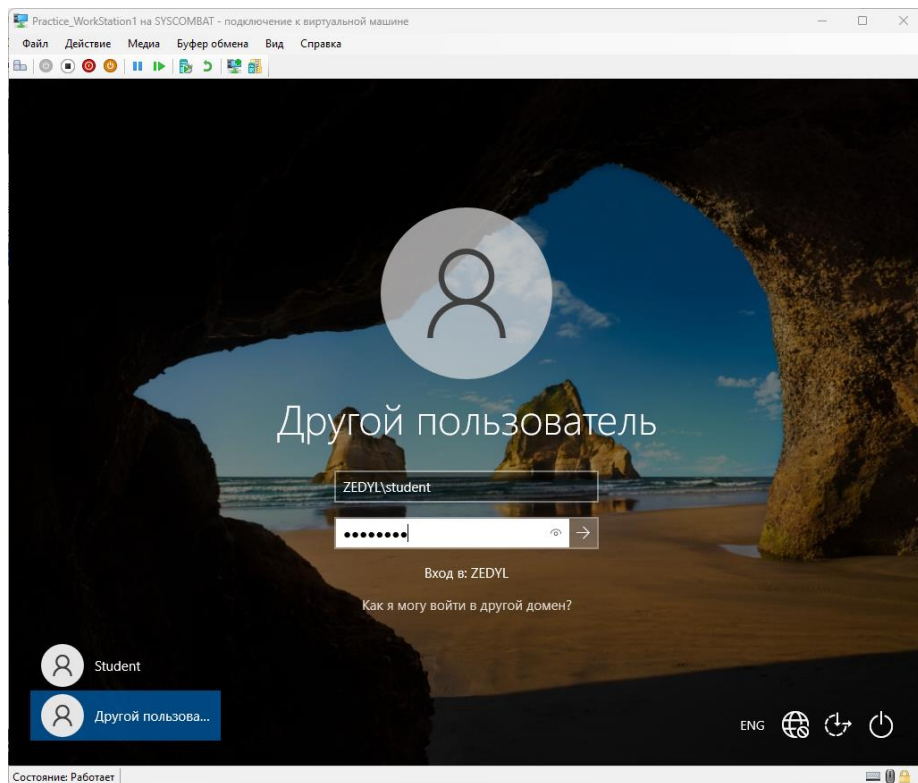 Practice_WorkStation1 на SYSCOMBAT - подключение к виртуальной машине
Файл Действие Медиа Буфер обмена Вид Справка
Другой пользователь
ZEDYL\student
Вход в: ZEDYL
Как я могу войти в другой домен?
Student
Другой пользова...
ENG
Состояние: Работает